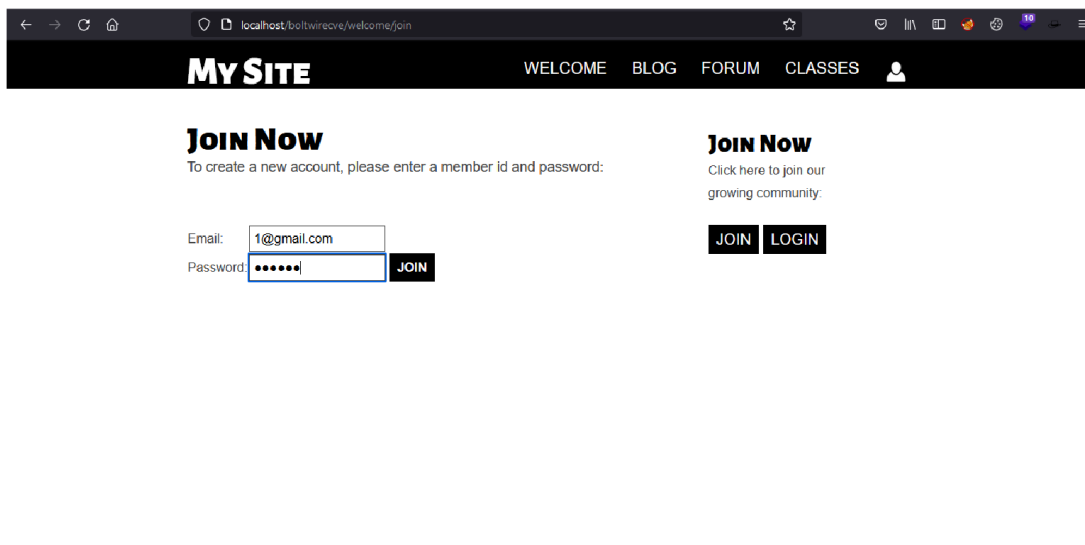 localhost/boltwirecve/welcome/join
10
My Site
WELCOME BLOG FORUM CLASSES
Join Now
To create a new account, please enter a member id and password:
Email: 1@gmail.com
Password: ●●●●●● JOIN
Join Now
Click here to join our
growing community:
JOIN LOGIN